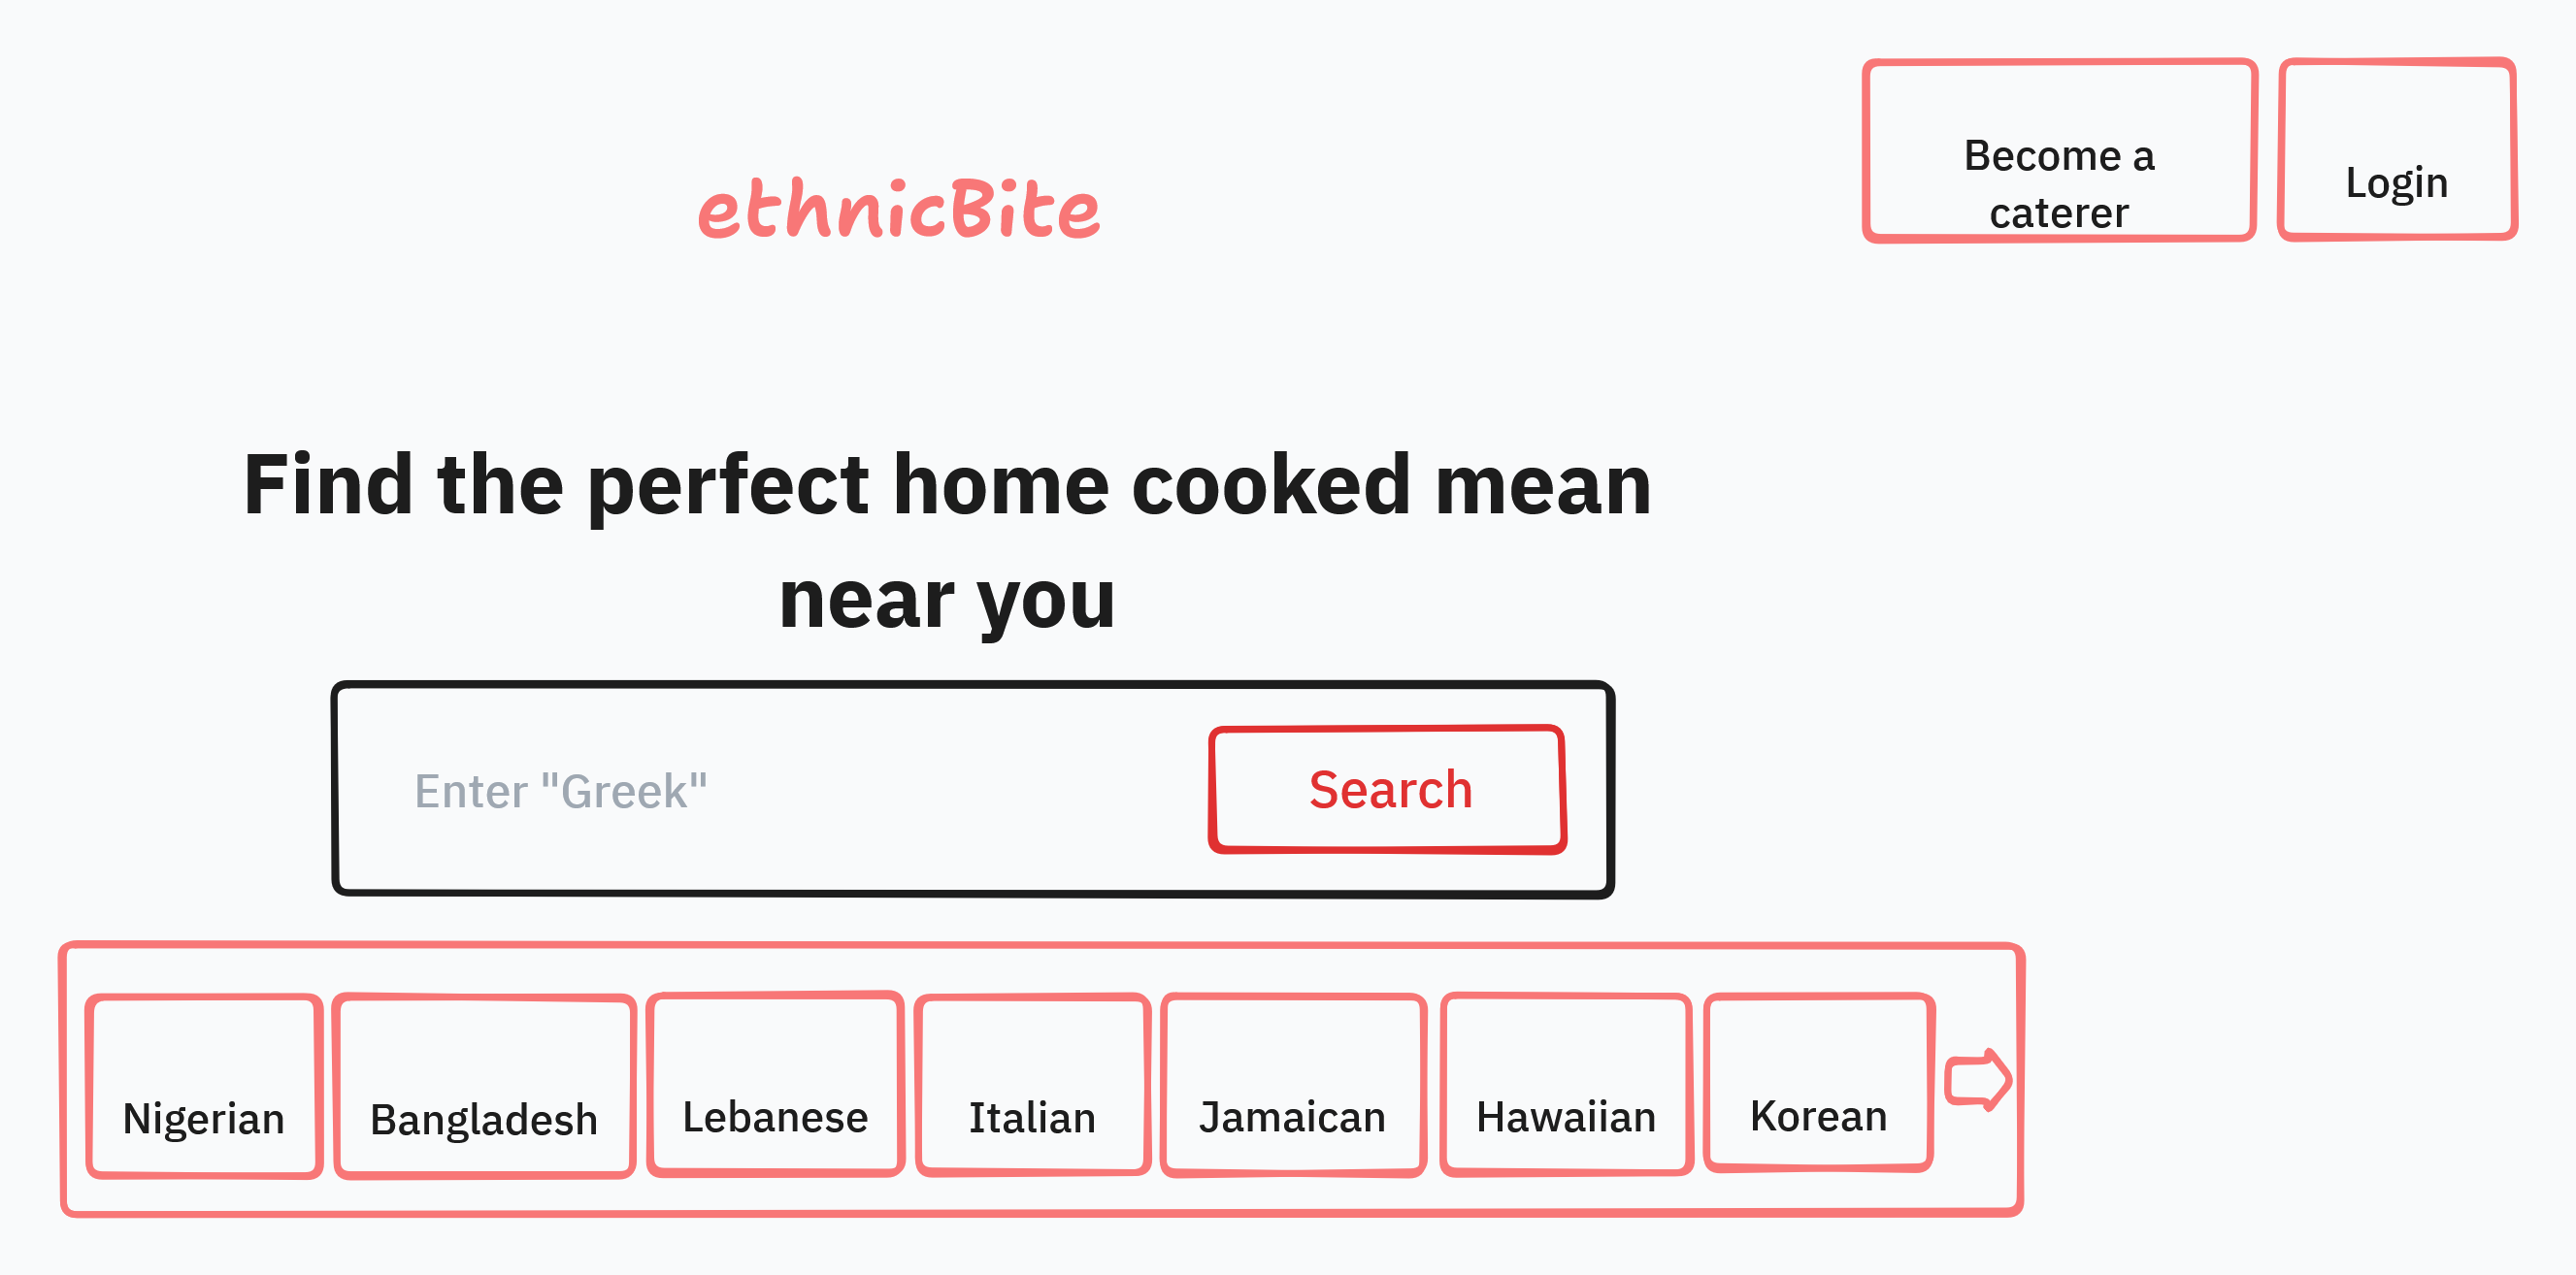 Become a
caterer
Login
ethnicBite
Find the perfect home cooked mean
near you
Enter "Greek"
Search
Nigerian
Bangladesh
Lebanese
Italian
Jamaican
Hawaiian
Korean